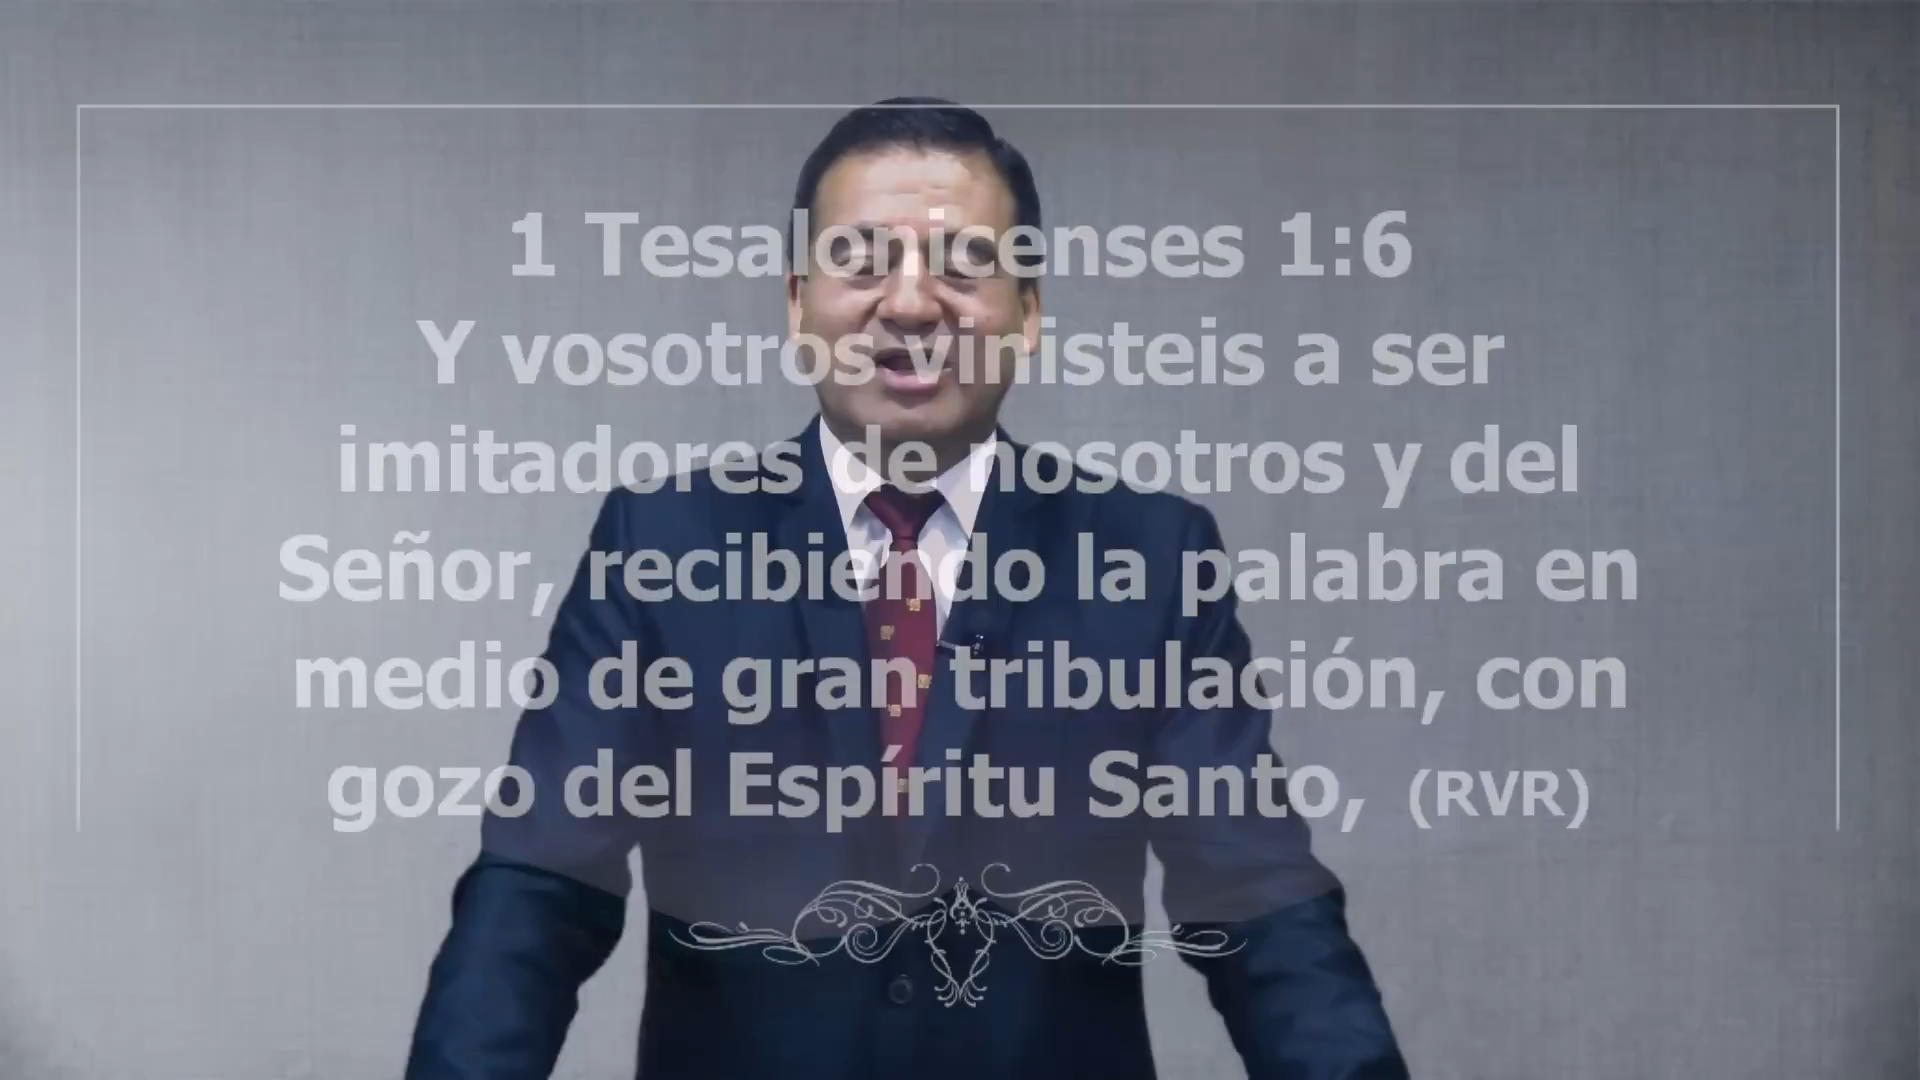 1 Tesalonicenses 1:6
Y vosotros vinisteis a ser
imitadores de nosotros y del
Señor, recibiendo la palabra en
medio de gran tribulación, con
gozo del Espíritu Santo, (RVR)